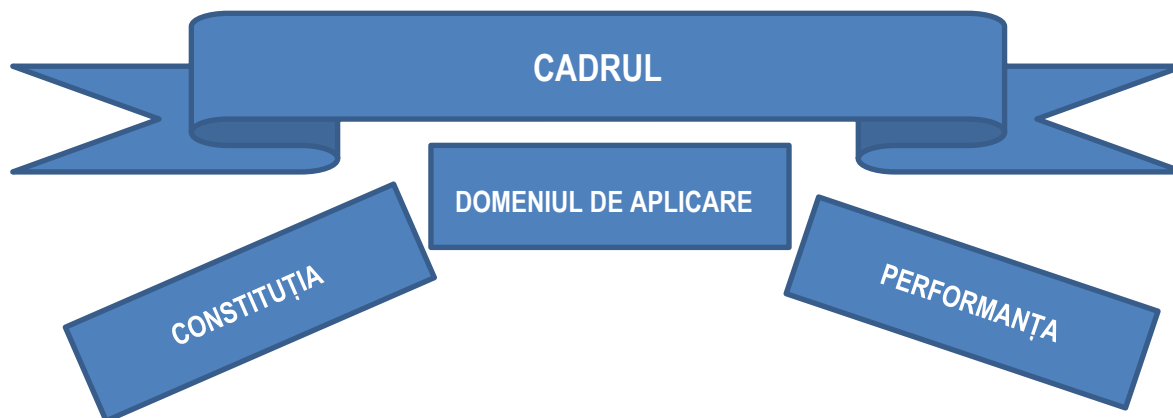 CADRUL
DOMENIUL DE APLICARE
CONSTITUȚIA
PERFORMANȚA